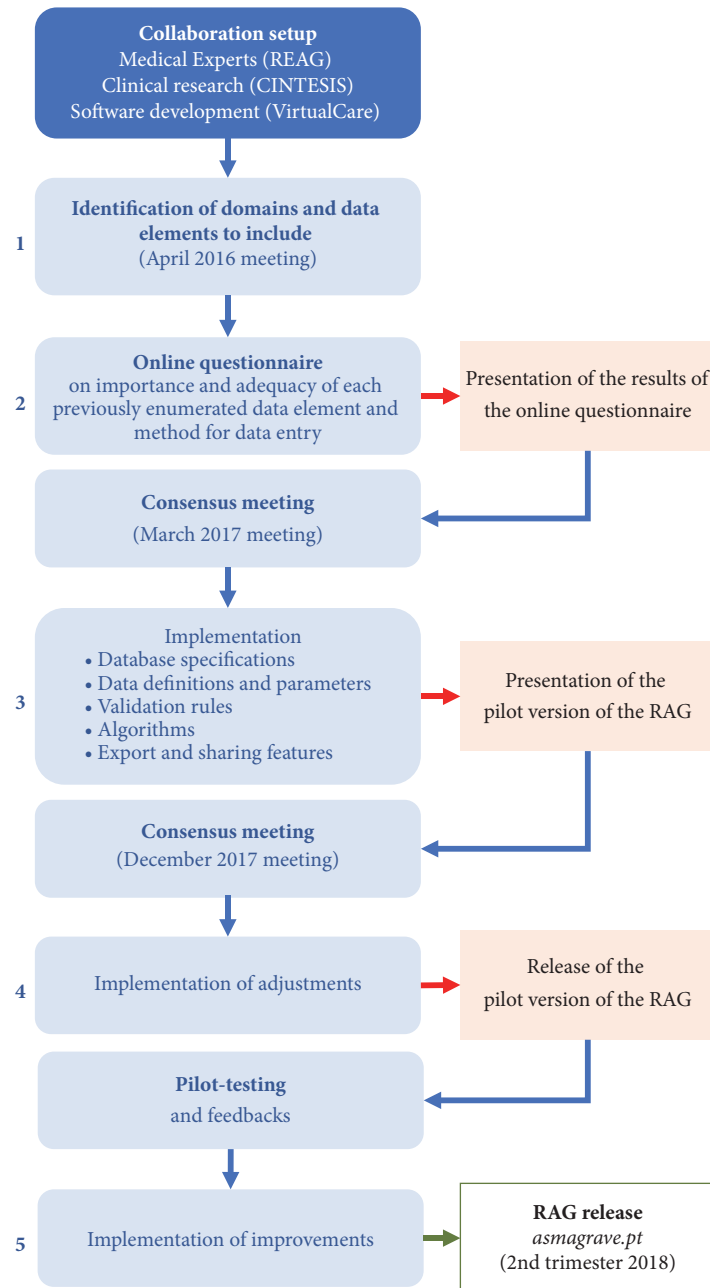 Collaboration setup
Medical Experts (REAG)
Clinical research (CINTESIS)
Software development (VirtualCare)
1
Identification of domains and data
elements to include
(April 2016 meeting)
2
Online questionnaire
on importance and adequacy of each
previously enumerated data element and
method for data entry
Presentation of the results of
the online questionnaire
Consensus meeting
(March 2017 meeting)
3
Implementation
• Database specifications
• Data definitions and parameters
• Validation rules
• Algorithms
• Export and sharing features
Presentation of the
pilot version of the RAG
Consensus meeting
(December 2017 meeting)
4
Implementation of adjustments
Release of the
pilot version of the RAG
Pilot-testing
and feedbacks
5
Implementation of improvements
RAG release
asmagrave.pt
(2nd trimester 2018)